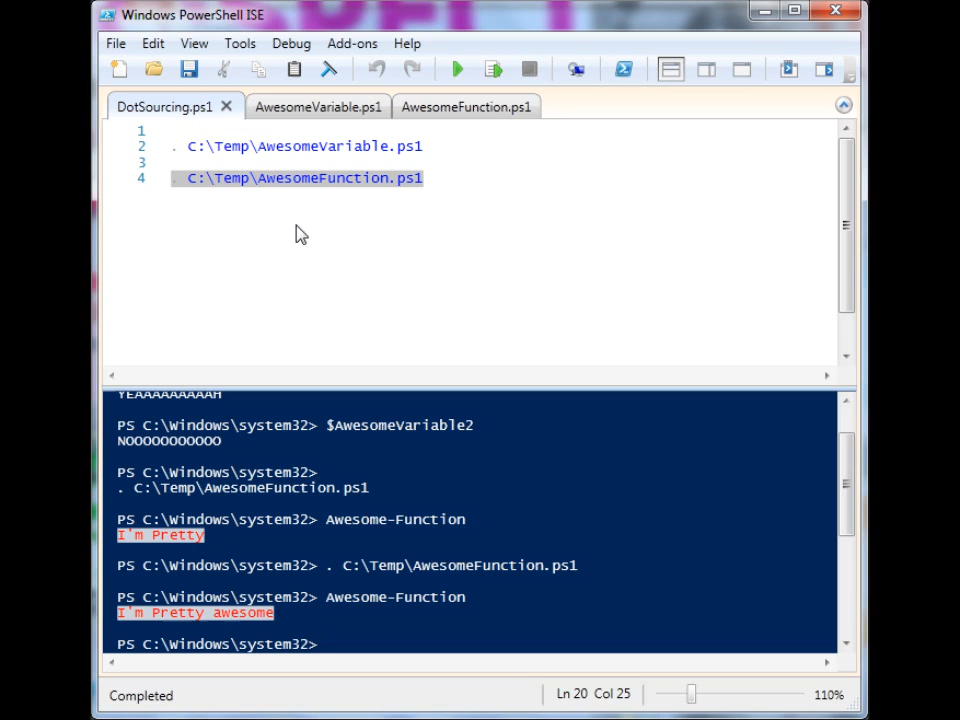 Windows PowerShell ISE
File Edit View Tools Debug Add-ons Help
DotSourcing.ps1 AwesomeVariable.ps1 AwesomeFunction.ps1
1
2 . C:\Temp\AwesomeVariable.ps1
3
4 . C:\Temp\AwesomeFunction.ps1
YEAAAAAAAAAH
PS C:\Windows\system32> $AwesomeVariable2
NOOOOOOOOOOO
PS C:\Windows\system32>
. C:\Temp\AwesomeFunction.ps1
PS C:\Windows\system32> Awesome-Function
I'm Pretty
PS C:\Windows\system32> . C:\Temp\AwesomeFunction.ps1
PS C:\Windows\system32> Awesome-Function
I'm Pretty awesome
PS C:\Windows\system32>
Completed Ln 20 Col 25 110%